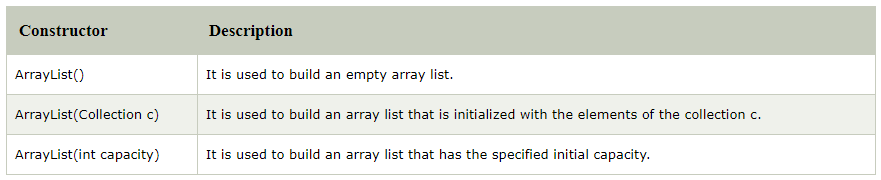 Constructor Description
ArrayList() It is used to build an empty array list.
ArrayList(Collection c) It is used to build an array list that is initialized with the elements of the collection c.
ArrayList(int capacity) It is used to build an array list that has the specified initial capacity.